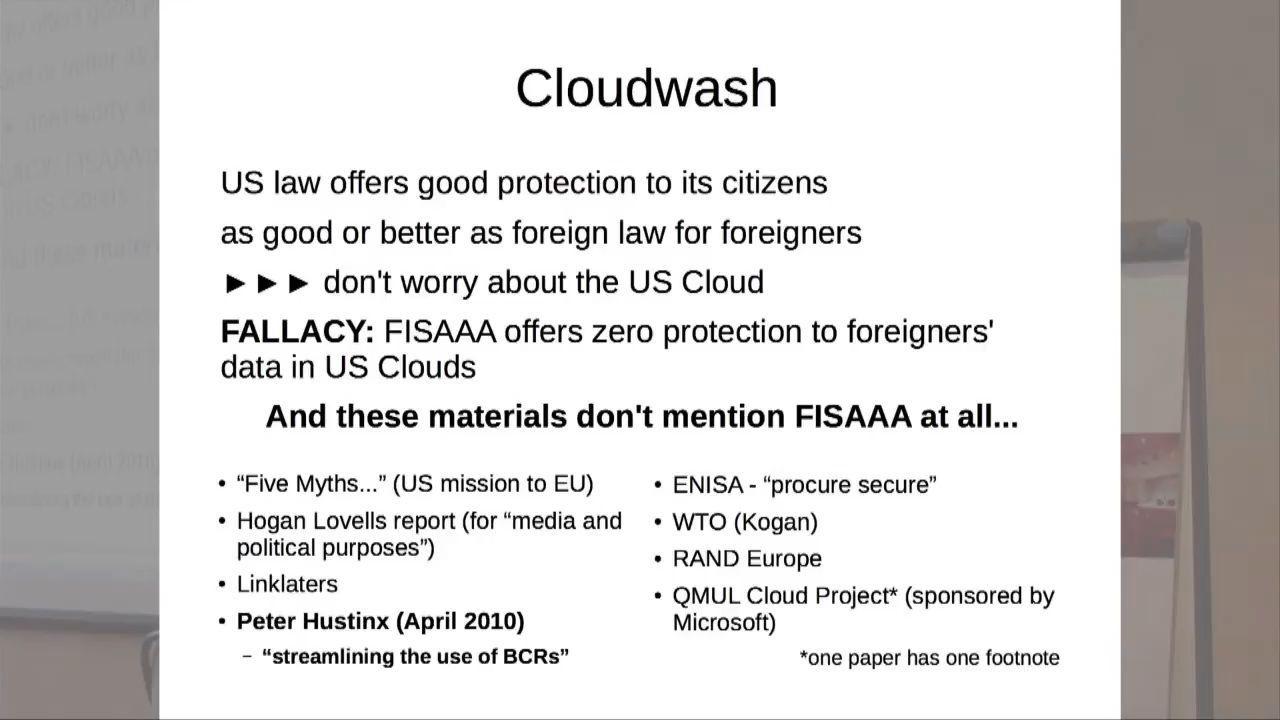 Cloudwash
US law offers good protection to its citizens
as good or better as foreign law for foreigners
►►► don't worry about the US Cloud
FALLACY: FISAAA offers zero protection to foreigners'
data in US Clouds
And these materials don't mention FISAAA at all...
• “Five Myths...” (US mission to EU)
• Hogan Lovells report (for “media and
political purposes”)
• Linklaters
• Peter Hustinx (April 2010)
– “streamlining the use of BCRs”
• ENISA - “procure secure”
• WTO (Kogan)
• RAND Europe
• QMUL Cloud Project* (sponsored by
Microsoft)
*one paper has one footnote